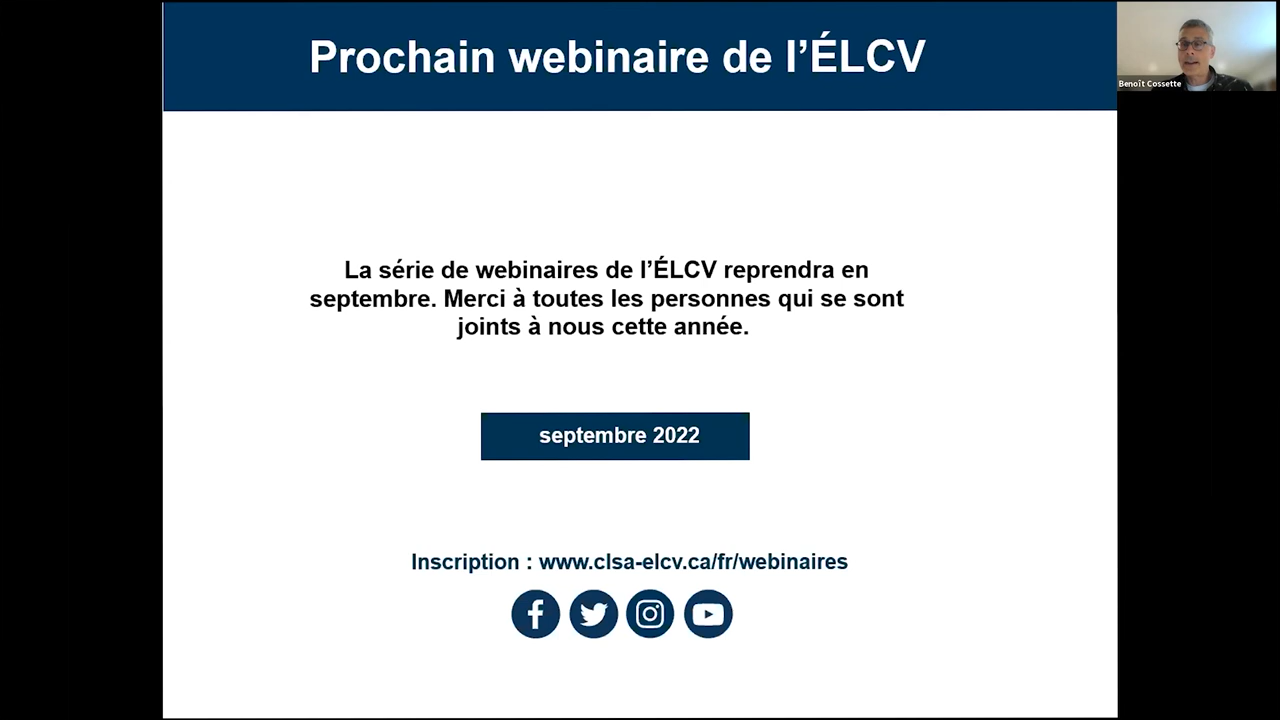 Prochain webinaire de l’ÉLCV
Benoît Cossette
La série de webinaires de l’ÉLCV reprendra en
septembre. Merci à toutes les personnes qui se sont
joints à nous cette année.
septembre 2022
Inscription : www.clsa-elcv.ca/fr/webinaires